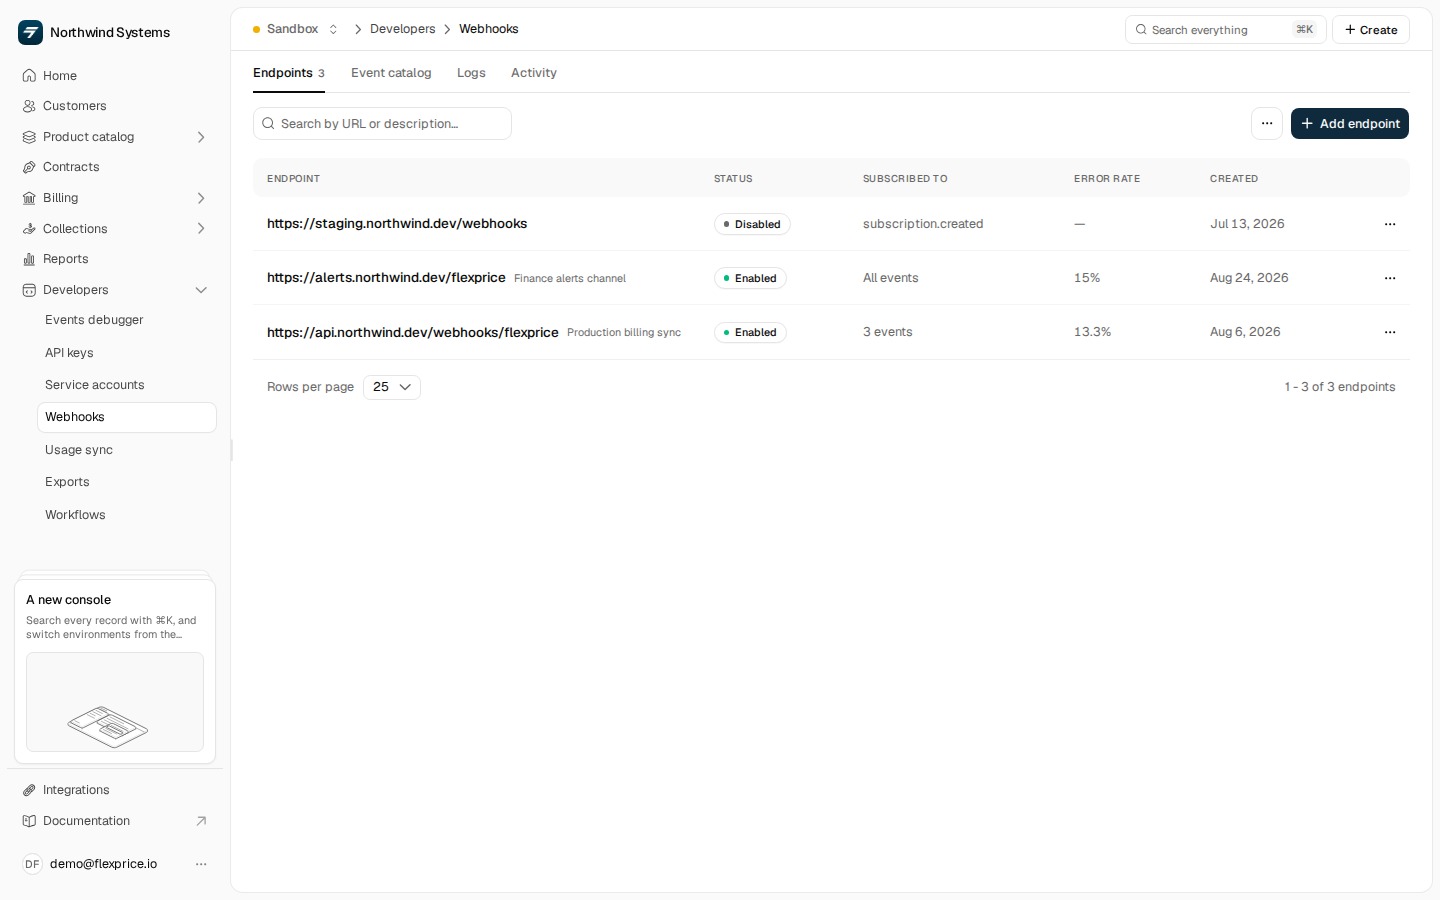 Northwind Systems
Home
Customers
Product catalog
Contracts
Billing
Collections
Reports
Developers
Events debugger
API keys
Service accounts
Webhooks
Usage sync
Exports
Workflows
A new console
Search every record with ⌘K, and
switch environments from the...
Integrations
Documentation
DF demo@flexprice.io
Sandbox Developers Webhooks
Search everything ⌘K
Create
Endpoints 3 Event catalog Logs Activity
Search by URL or description...
Add endpoint
ENDPOINT STATUS SUBSCRIBED TO ERROR RATE CREATED
https://staging.northwind.dev/webhooks Disabled subscription.created — Jul 13, 2026
https://alerts.northwind.dev/flexprice Finance alerts channel Enabled All events 15% Aug 24, 2026
https://api.northwind.dev/webhooks/flexprice Production billing sync Enabled 3 events 13.3% Aug 6, 2026
Rows per page 25 1 - 3 of 3 endpoints